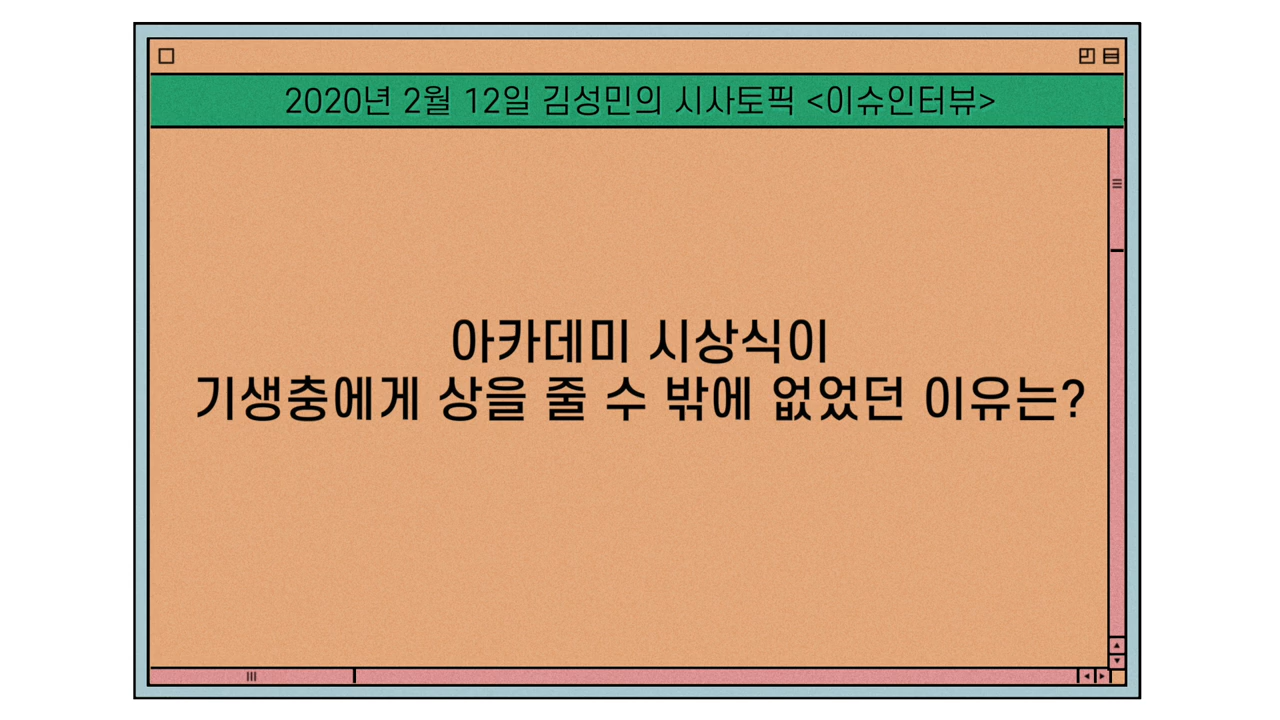 2020년 2월 12일 김성민의 시사토픽 <이슈인터뷰>
아카데미 시상식이
기생충에게 상을 줄 수 밖에 없었던 이유는?